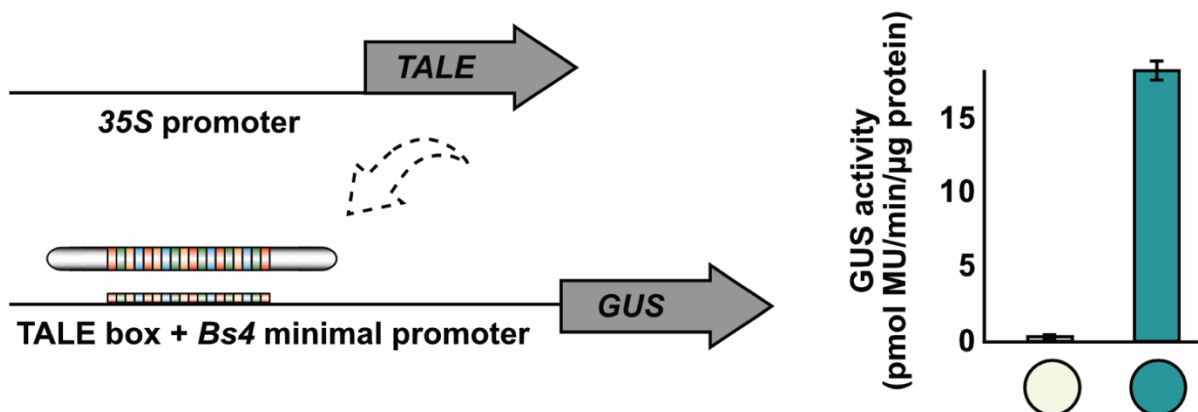 TALE
35S promoter
GUS
TALE box + Bs4 minimal promoter
GUS activity
(pmol MU/min/µg protein)
15
10
5
0